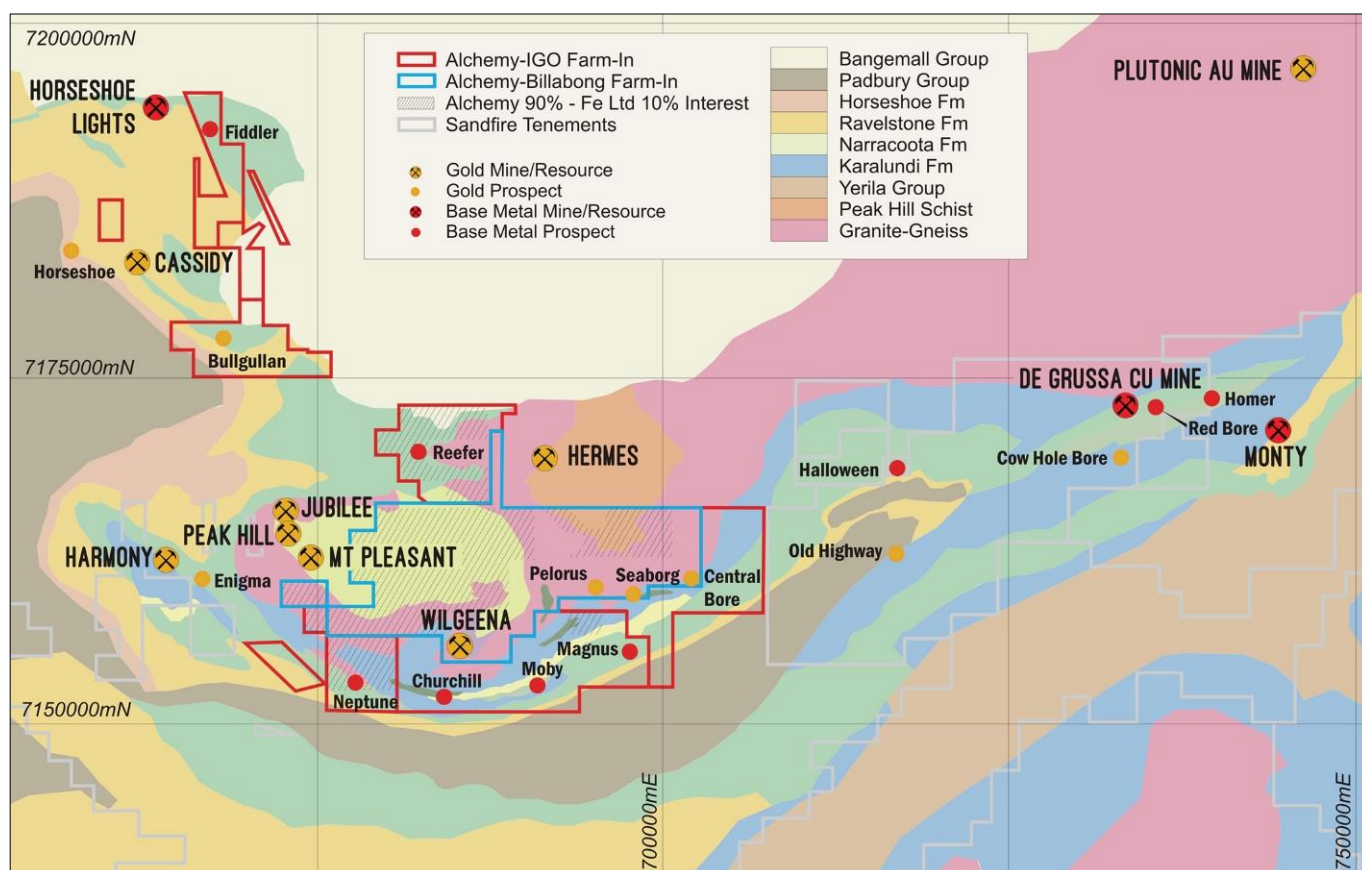 7200000mN
HORSESHOE
LIGHTS
Fiddler
Horseshoe
CASSIDY
Bullgullan
7175000mN
Alchemy-IGO Farm-In
Alchemy-Billabong Farm-In
Alchemy 90% - Fe Ltd 10% Interest
Sandfire Tenements
Gold Mine/Resource
Gold Prospect
Base Metal Mine/Resource
Base Metal Prospect
Bangemall Group
Padbury Group
Horseshoe Fm
Ravelstone Fm
Narracoota Fm
Karalundi Fm
Yerila Group
Peak Hill Schist
Granite-Gneiss
PLUTONIC AU MINE
DE GRUSSA CU MINE
Homer
Red Bore
MONTY
Cow Hole Bore
Halloween
Old Highway
Reefer
HERMES
JUBILEE
PEAK HILL
MT PLEASANT
HARMONY
Enigma
Pelorus
Seaborg
Central
Bore
WILGEENA
Magnus
Moby
Churchill
Neptune
7150000mN
700000mE
750000mE